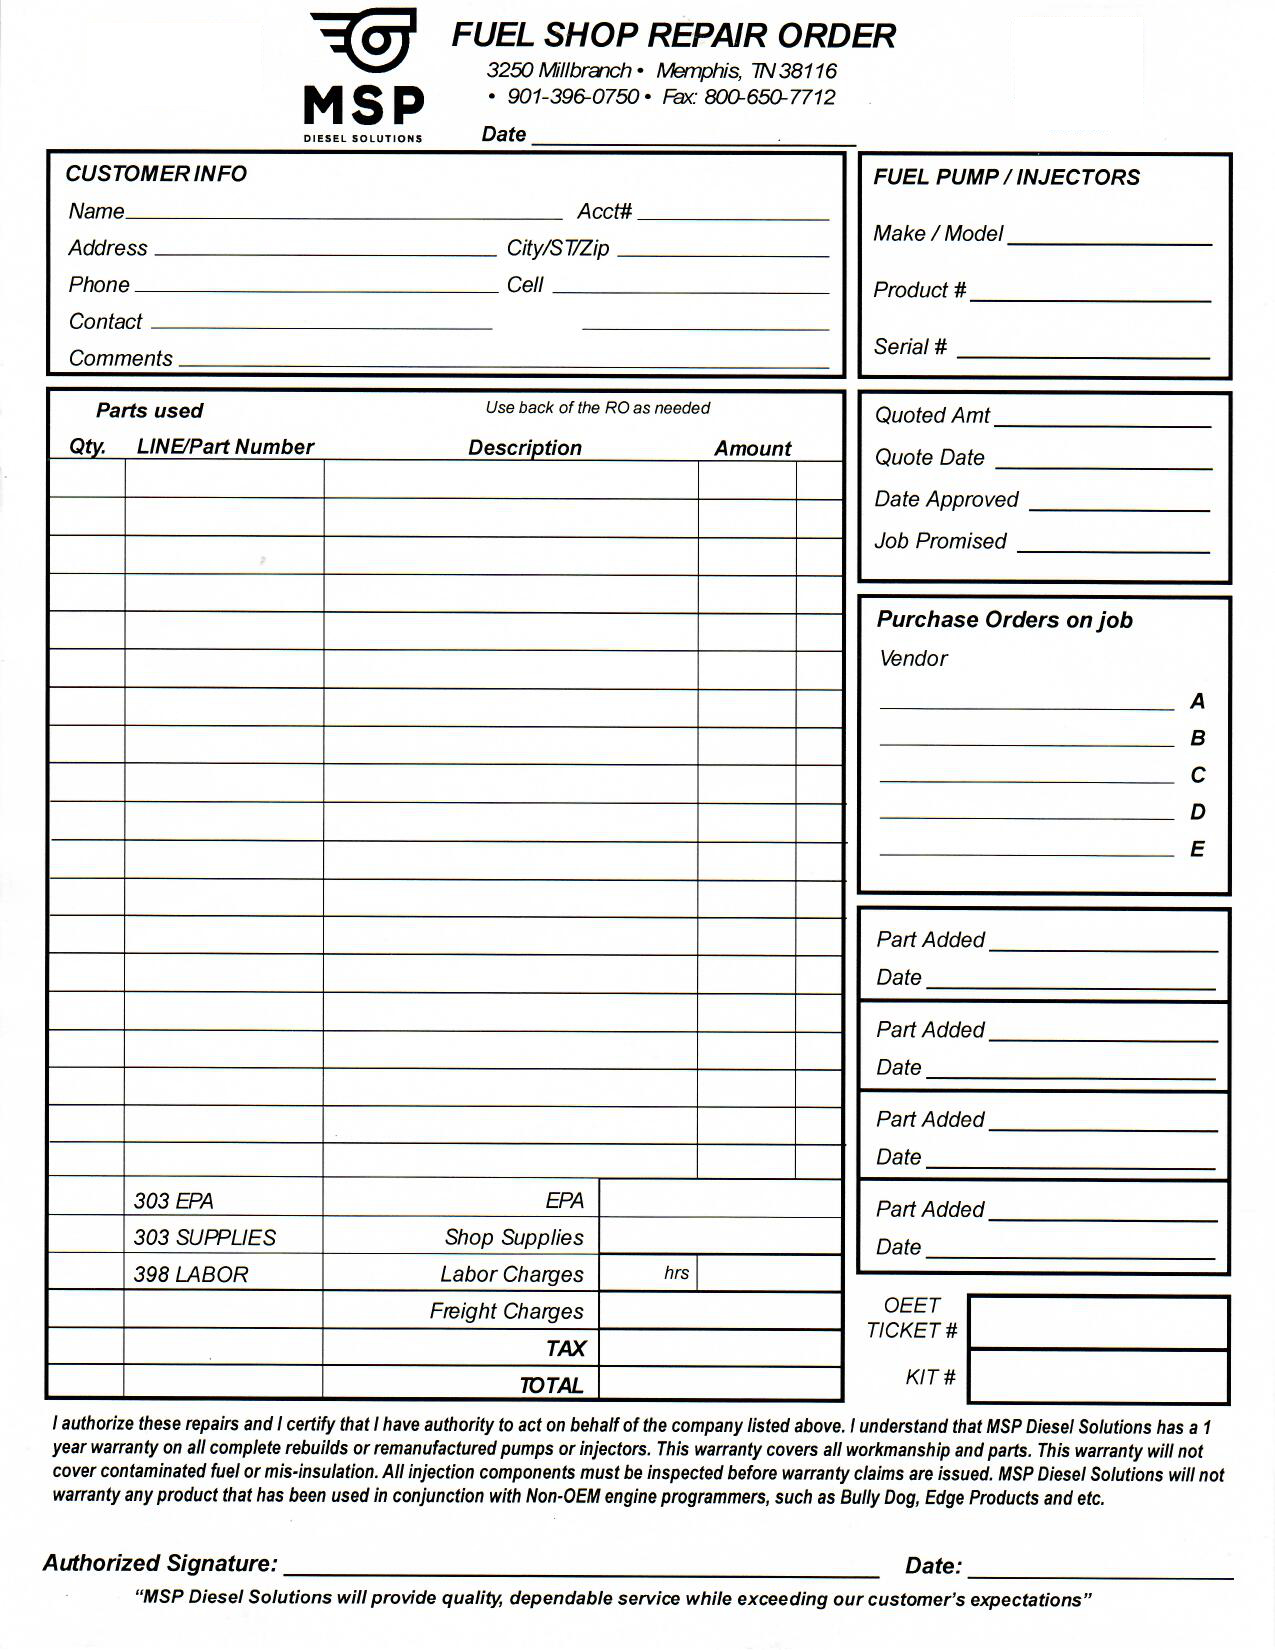 MSP
DIESEL SOLUTIONS
FUEL SHOP REPAIR ORDER
3250 Millbranch • Memphis, TN 38116
• 901-396-0750 • Fax: 800-650-7712
Date
CUSTOMER INFO
Name Acct#
Address City/ST/Zip
Phone Cell
Contact
Comments
FUEL PUMP / INJECTORS
Make / Model
Product #
Serial #
Parts used Use back of the RO as needed
Qty. LINE/Part Number Description Amount
303 EPA EPA
303 SUPPLIES Shop Supplies
398 LABOR Labor Charges hrs
Freight Charges
TAX
TOTAL
Quoted Amt
Quote Date
Date Approved
Job Promised
Purchase Orders on job
Vendor
A
B
C
D
E
Part Added
Date
Part Added
Date
Part Added
Date
Part Added
Date
OEET
TICKET #
KIT #
I authorize these repairs and I certify that I have authority to act on behalf of the company listed above. I understand that MSP Diesel Solutions has a 1
year warranty on all complete rebuilds or remanufactured pumps or injectors. This warranty covers all workmanship and parts. This warranty will not
cover contaminated fuel or mis-insulation. All injection components must be inspected before warranty claims are issued. MSP Diesel Solutions will not
warranty any product that has been used in conjunction with Non-OEM engine programmers, such as Bully Dog, Edge Products and etc.
Authorized Signature: Date:
“MSP Diesel Solutions will provide quality, dependable service while exceeding our customer’s expectations”